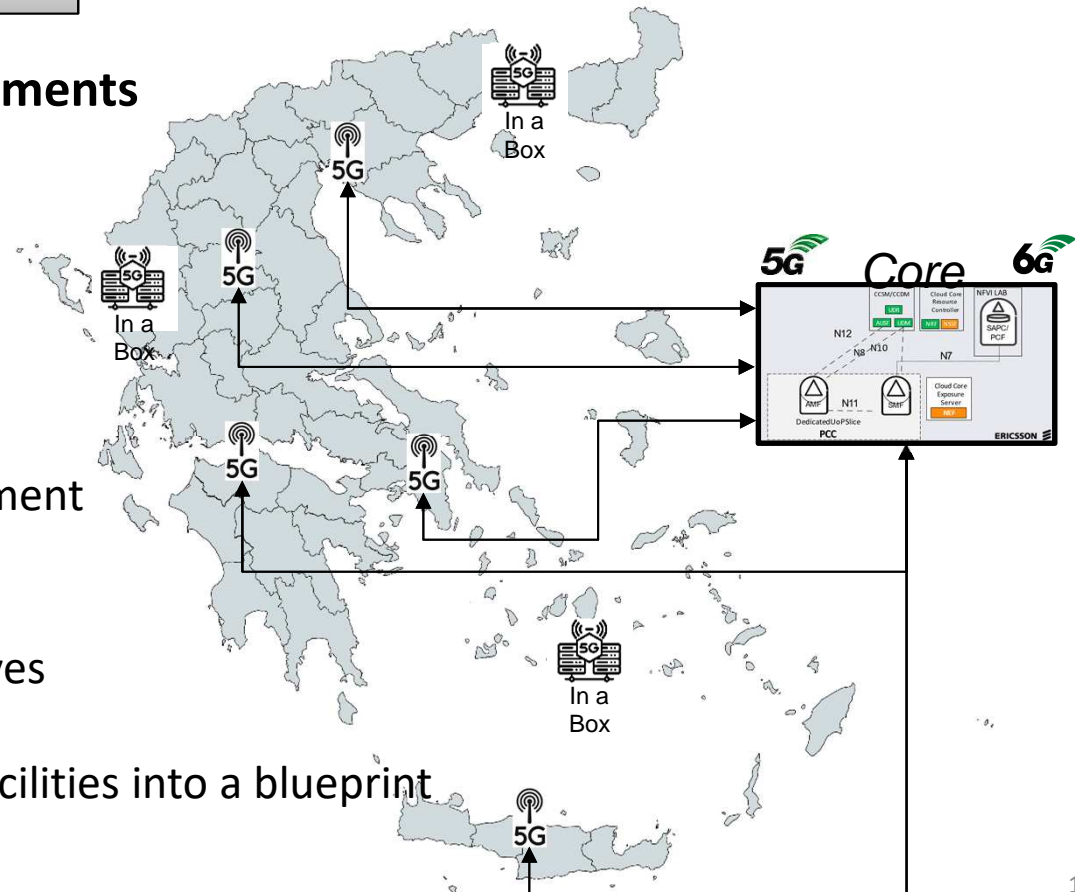 ments
5G
In a
Box
5G
5G
In a
Box
5G
5G
ment
ves
In a
Box
cilities into a blueprint
5G
5G
Core
6G
CCSM/CCDM
UDR
AUSF UDM
Cloud Core
Resource
Controller
NRF NSSF
NFVI LAB
SAPC/
PCF
N12
N8
N10
N7
AMF
N11
SMF
DedicatedUoPSlice
PCC
Cloud Core
Exposure
Server
NEF
ERICSSON